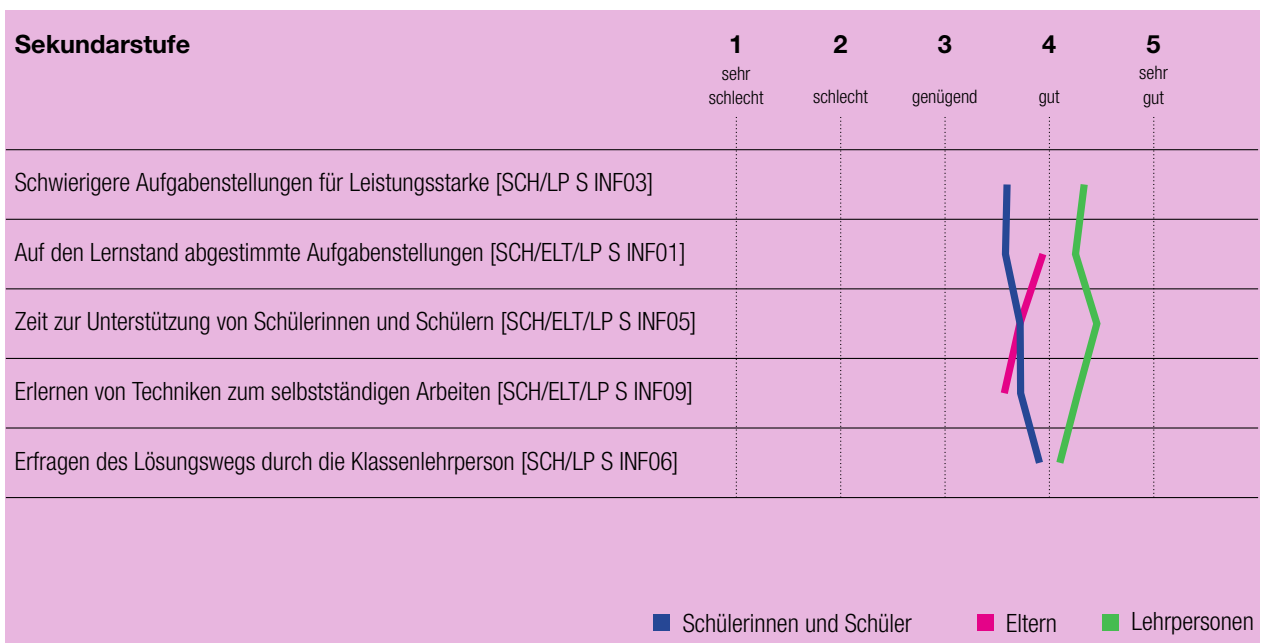 Sekundarstufe
1 2 3 4 5
sehr schlecht schlecht genügend gut sehr gut
Schwierigere Aufgabenstellungen für Leistungsstarke [SCH/LP S INF03]
Auf den Lernstand abgestimmte Aufgabenstellungen [SCH/ELT/LP S INF01]
Zeit zur Unterstützung von Schülerinnen und Schülern [SCH/ELT/LP S INF05]
Erlernen von Techniken zum selbstständigen Arbeiten [SCH/ELT/LP S INF09]
Erfragen des Lösungswegs durch die Klassenlehrperson [SCH/LP S INF06]
Schülerinnen und Schüler Eltern Lehrpersonen